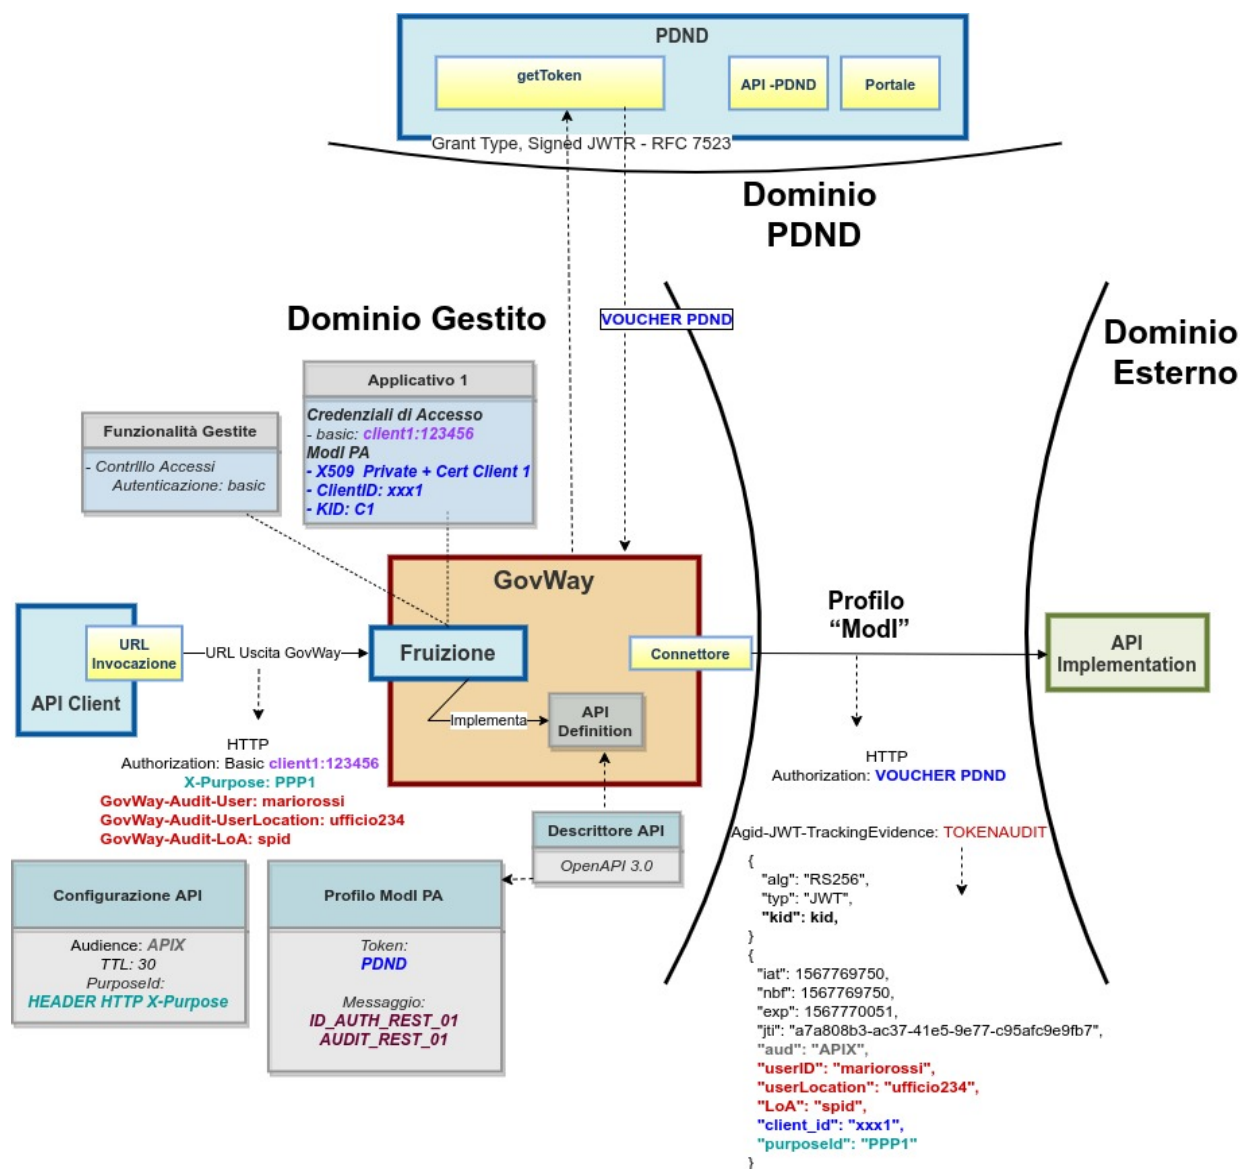 PDND
getToken
API -PDND
Portale
Grant Type, Signed JWTR - RFC 7523
Dominio
PDND
Dominio Gestito
VOUCHER PDND
Dominio
Esterno
Applicativo 1
Credenziali di Accesso
- basic: client1:123456
ModI PA
- X509  Private + Cert Client 1
- ClientID: xxx1
- KID: C1
Funzionalità Gestite
- Contrllo Accessi
Autenticazione: basic
GovWay
Profilo
“ModI”
URL
Invocazione
API Client
URL Uscita GovWay
Fruizione
Connettore
API
Implementation
Implementa
API
Definition
HTTP
Authorization: Basic client1:123456
X-Purpose: PPP1
GovWay-Audit-User: mariorossi
GovWay-Audit-UserLocation: ufficio234
GovWay-Audit-LoA: spid
HTTP
Authorization: VOUCHER PDND
Descrittore API
OpenAPI 3.0
Agid-JWT-TrackingEvidence: TOKENAUDIT
{
"alg": "RS256",
"typ": "JWT",
"kid": kid,
}
{
"iat": 1567769750,
"nbf": 1567769750,
"exp": 1567770051,
"jti": "a7a808b3-ac37-41e5-9e77-c95afc9e9fb7",
"aud": "APIX",
"userID": "mariorossi",
"userLocation": "ufficio234",
"LoA": "spid",
"client_id": "xxx1",
"purposeId": "PPP1"
}
Configurazione API
Audience: APIX
TTL: 30
PurposeId:
HEADER HTTP X-Purpose
Profilo ModI PA
Token:
PDND
Messaggio:
ID_AUTH_REST_01
AUDIT_REST_01